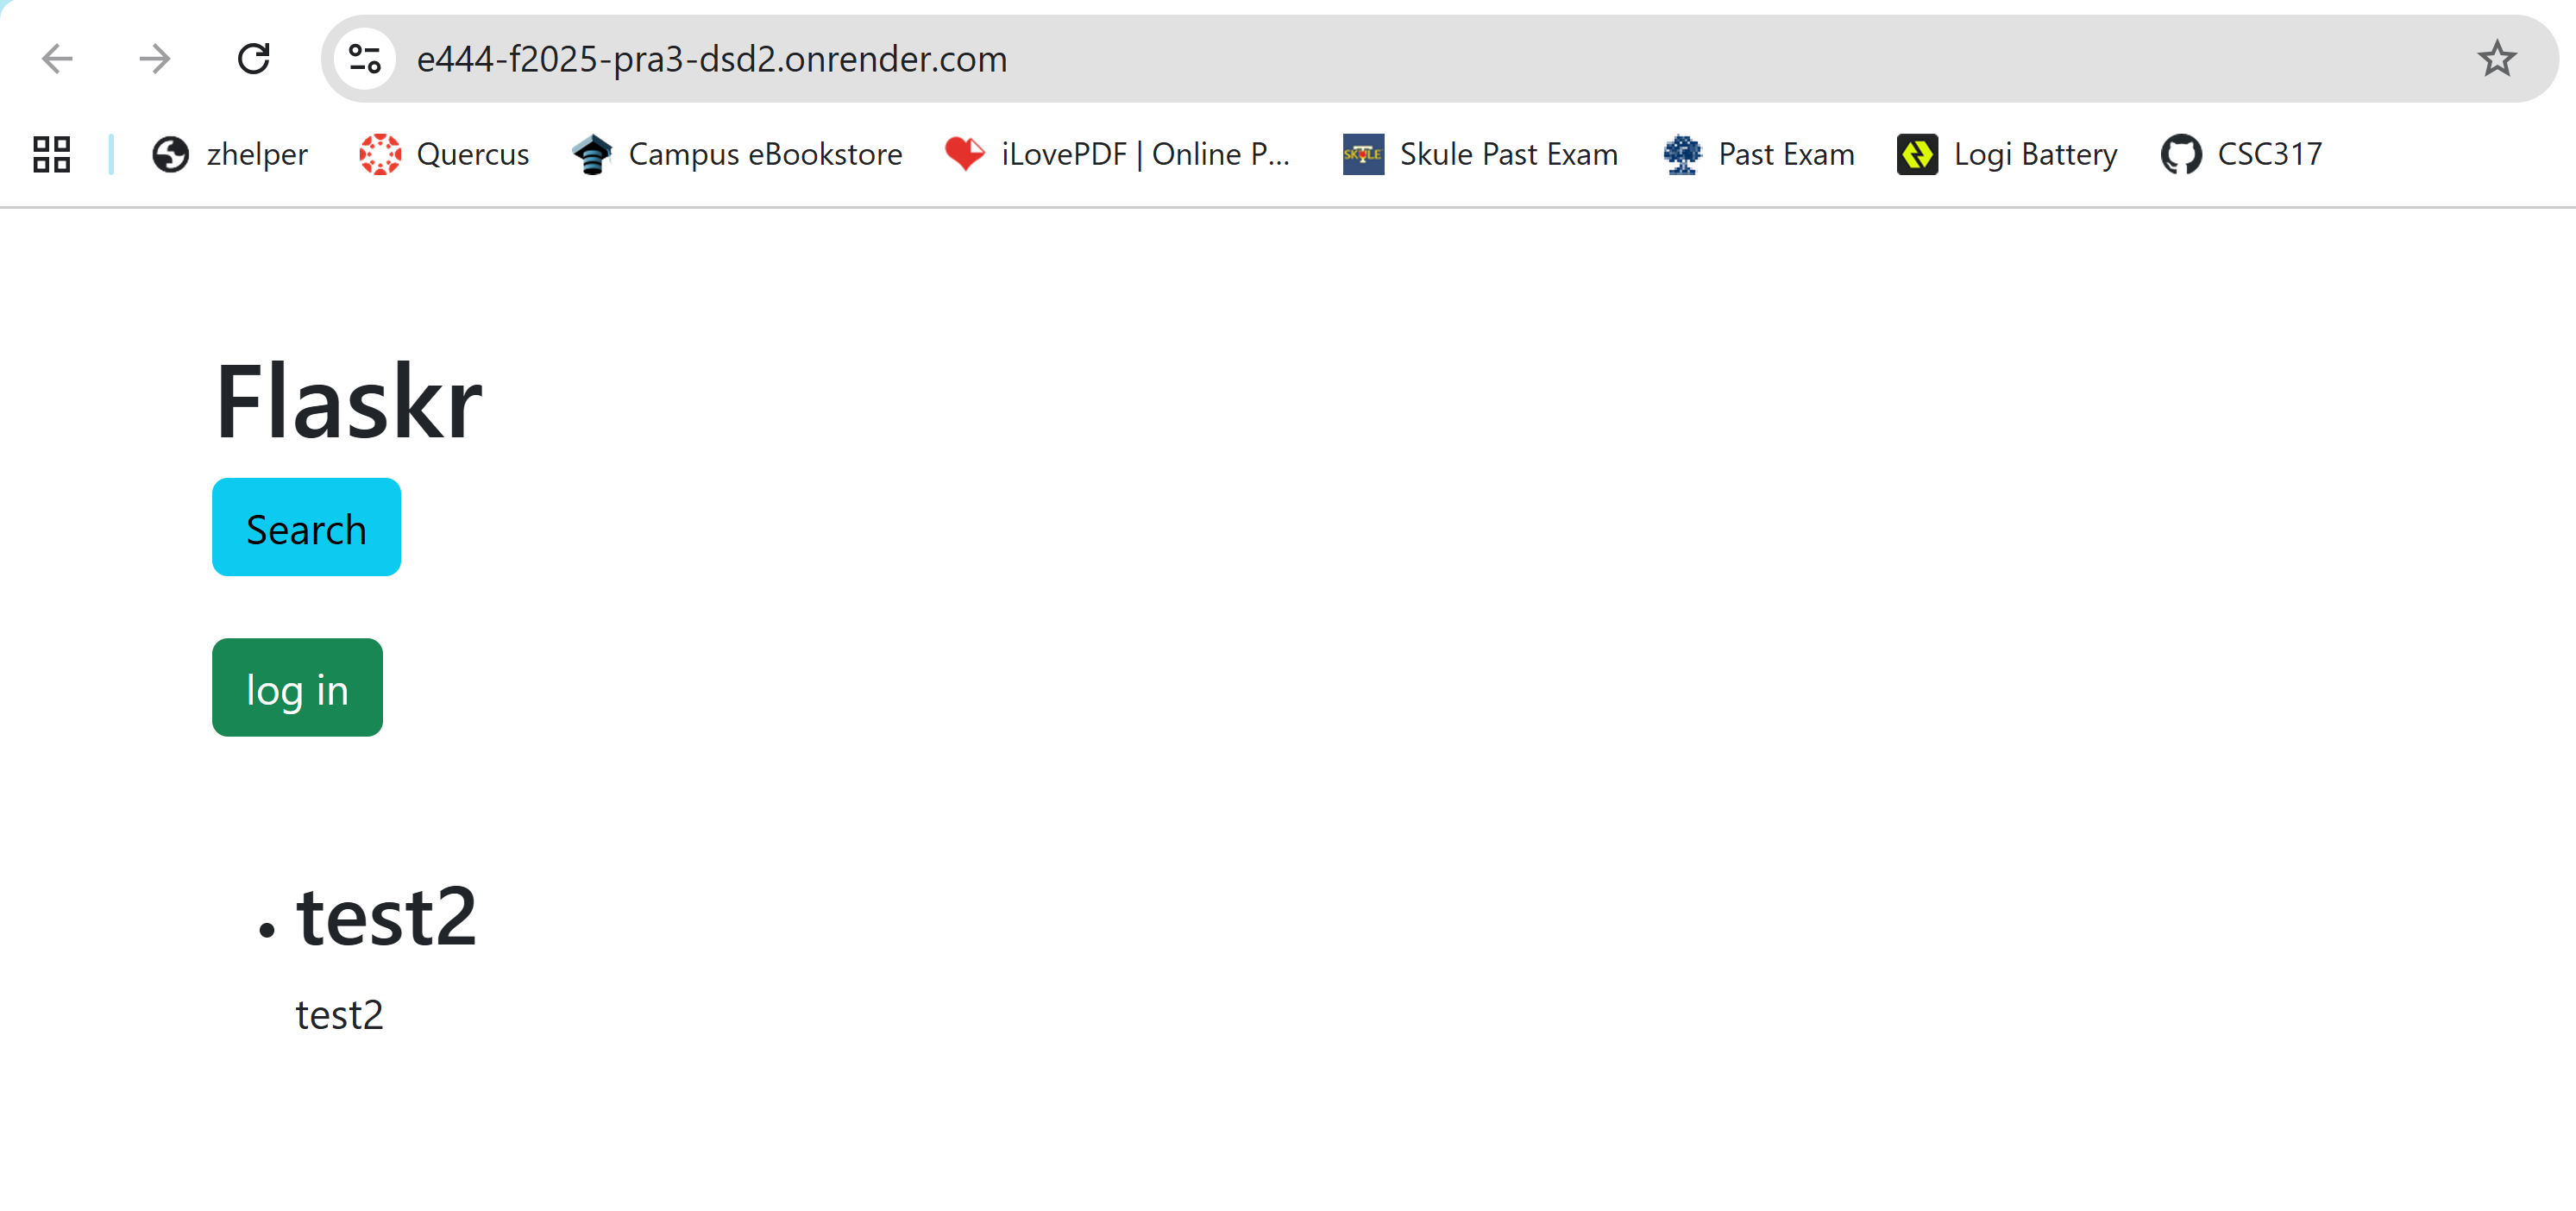 e444-f2025-pra3-dsd2.onrender.com
zhelper Quercus Campus eBookstore iLovePDF | Online P... SKULE Skule Past Exam Past Exam Logi Battery CSC317
Flaskr
Search
log in
• test2
test2